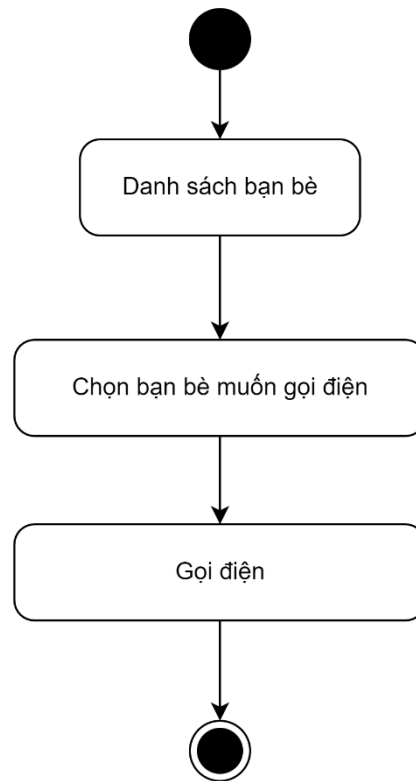 Danh sách bạn bè
Chọn bạn bè muốn gọi điện
Gọi điện